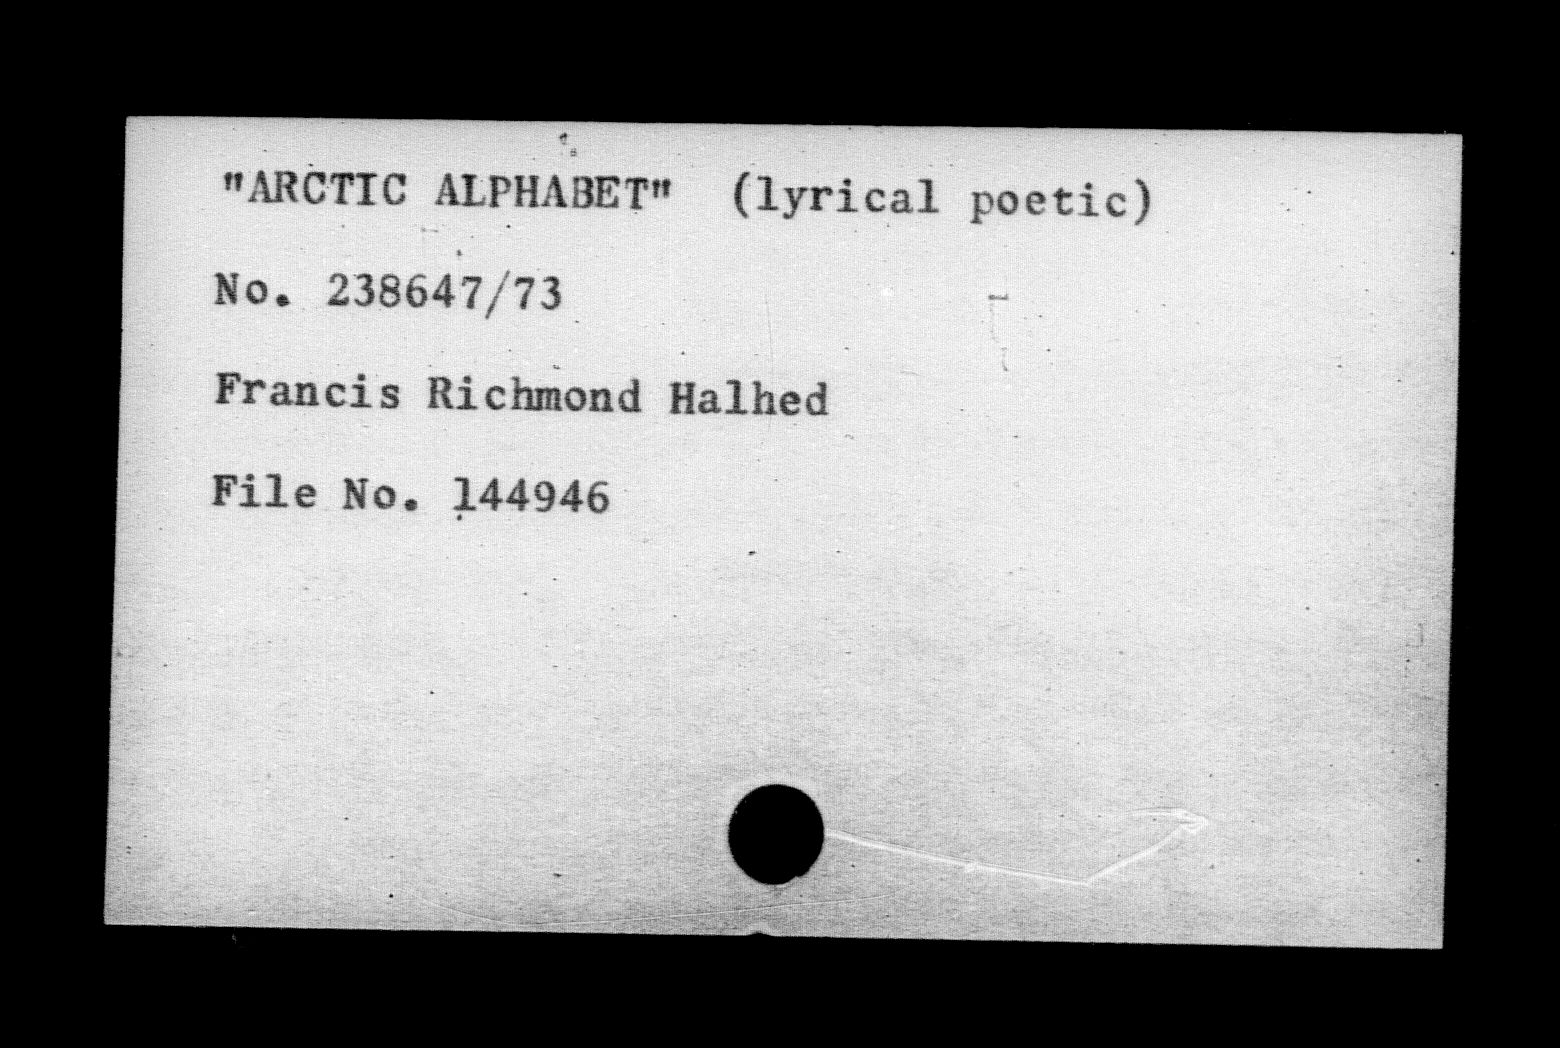 "ARCTIC ALPHABET" (lyrical poetic)
No. 238647/73
Francis Richmond Halhed
File No. 144946